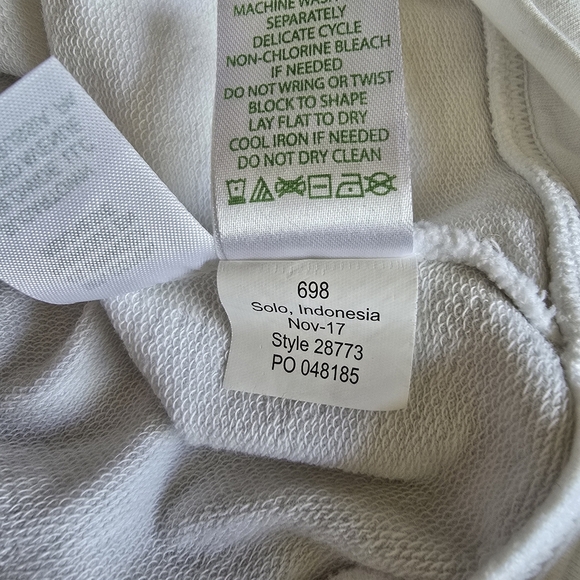 MACHINE WASH
SEPARATELY
DELICATE CYCLE
NON-CHLORINE BLEACH
IF NEEDED
DO NOT WRING OR TWIST
BLOCK TO SHAPE
LAY FLAT TO DRY
COOL IRON IF NEEDED
DO NOT DRY CLEAN
698
Solo, Indonesia
Nov-17
Style 28773
PO 048185